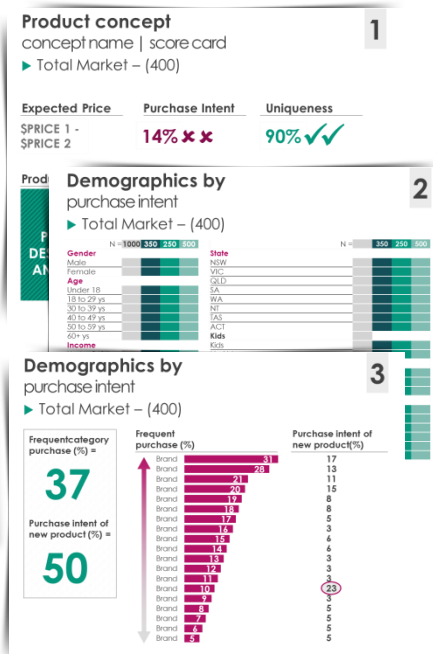 Product concept
concept name | score card
▶ Total Market – (400)
1
Expected Price
Purchase Intent
Uniqueness
$PRICE 1 -
$PRICE 2
14% ✘ ✘
90% ✓✓
Prod
P
DE
AN
Demographics by
purchase intent
▶ Total Market – (400)
2
N = 1000 350 250 500
Gender
Male
Female
Age
Under 18
18 to 29 ys
30 to 39 ys
40 to 49 ys
50 to 59 ys
60+ ys
Income
N = 350 250 500
State
NSW
VIC
QLD
SA
WA
NT
TAS
ACT
Kids
Kids
Demographics by
purchase intent
▶ Total Market – (400)
3
Frequentcategory
purchase (%) =
37
Purchase intent of
new product (%) =
50
Frequent
purchase (%)
Purchase intent of
new product(%)
Brand 31 17
Brand 28 13
Brand 21 11
Brand 20 15
Brand 19 8
Brand 18 8
Brand 17 5
Brand 16 3
Brand 15 6
Brand 14 6
Brand 13 3
Brand 12 3
Brand 11 3
Brand 10 23
Brand 9 3
Brand 8 5
Brand 7 5
Brand 6 5
Brand 5 5